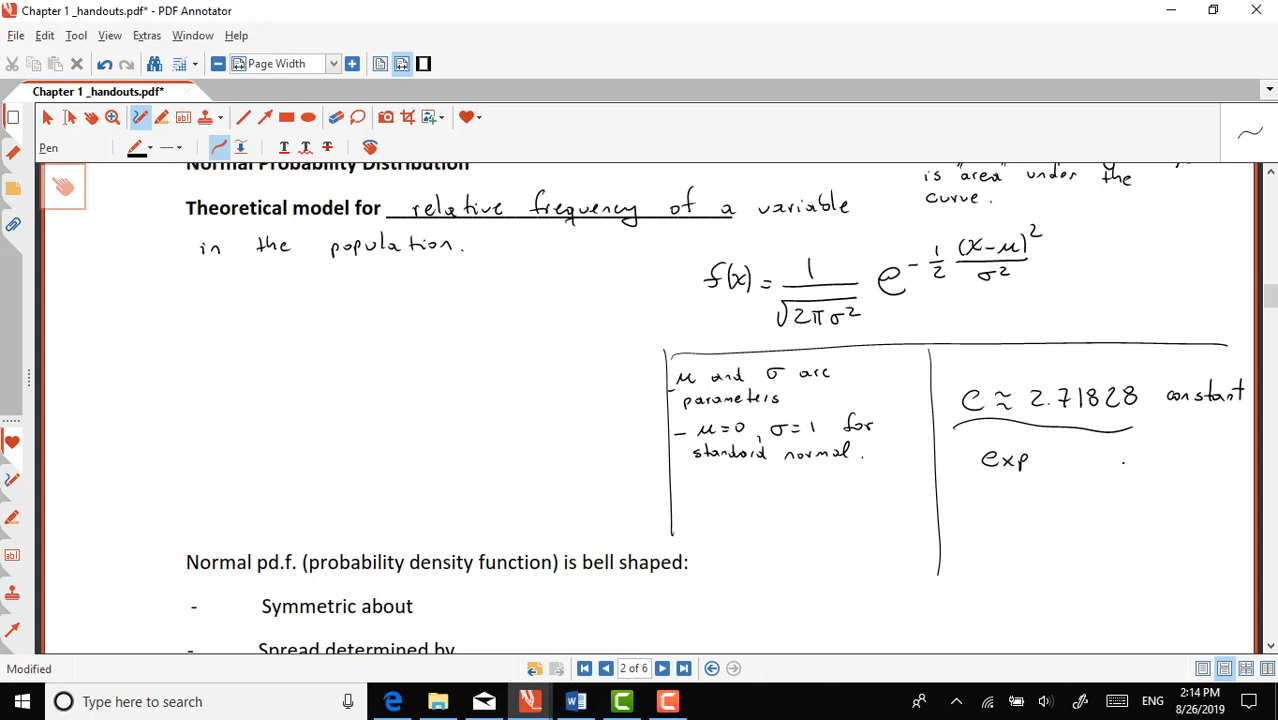 Chapter 1 _handouts.pdf* - PDF Annotator
File Edit Tool View Extras Window Help
Page Width
Chapter 1 _handouts.pdf*
Pen
T T T
Normal Probability Distribution
is "area" under the
curve.
Theoretical model for relative frequency of a variable
in the population.
f(x) = 1/√2πσ² e^-1/2 (x-μ)²/σ²
μ and σ are
parameters
- μ=0, σ=1 for
standard normal.
e ≈ 2.71828 constant
exp
Normal pd.f. (probability density function) is bell shaped:
- Symmetric about
- Spread determined by
Modified
2 of 6
Type here to search
ENG
2:14 PM
8/26/2019